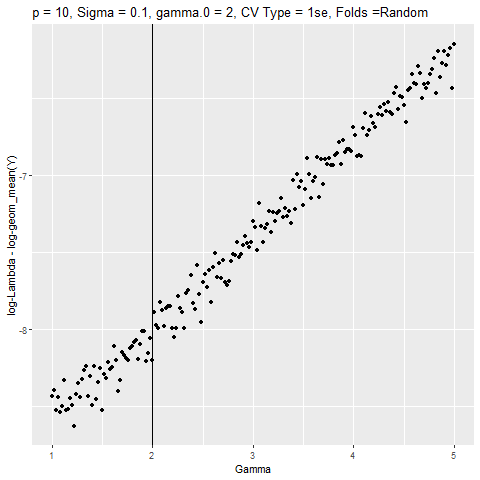 p = 10, Sigma = 0.1, gamma.0 = 2, CV Type = 1se, Folds =Random
log-Lambda - log-geom_mean(Y)
-7
-8
1
2
3
4
5
Gamma